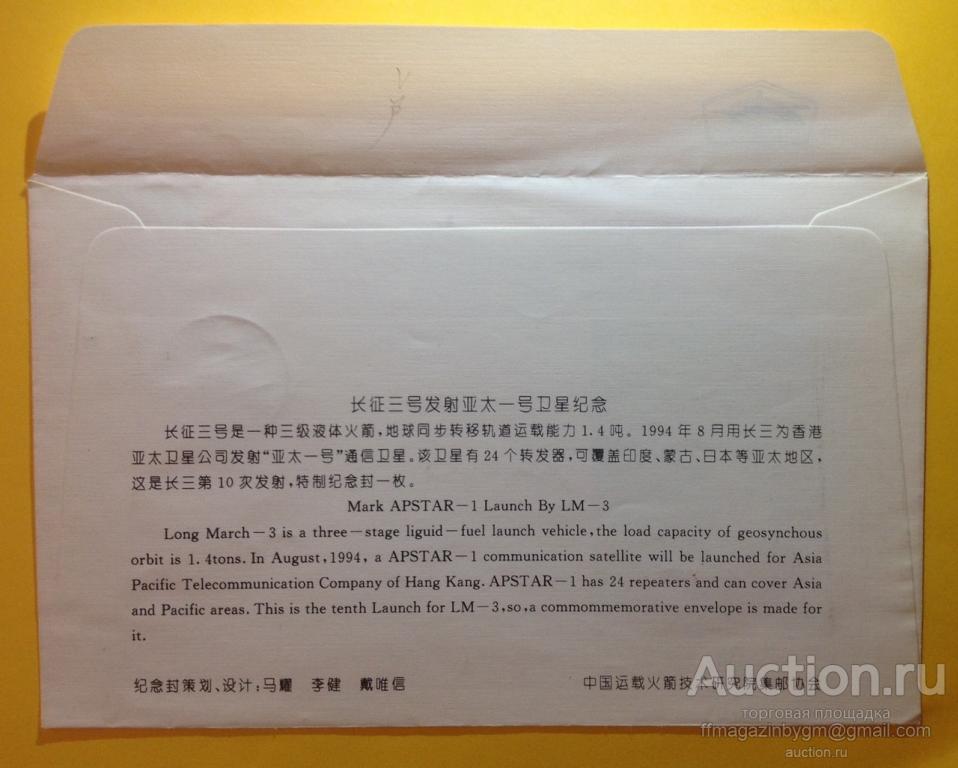 长征三号发射亚太一号卫星纪念
长征三号是一种三级液体火箭,地球同步转移轨道运载能力1.4吨。1994年8月用长三为香港
亚太卫星公司发射“亚太一号”通信卫星。该卫星有24个转发器,可覆盖印度、蒙古、日本等亚太地区,
这是长三第10次发射,特制纪念封一枚。
Mark APSTAR-1 Launch By LM-3
Long March-3 is a three-stage liguid-fuel launch vehicle,the load capacity of geosynchous
orbit is 1.4tons. In August,1994, a APSTAR-1 communication satellite will be launched for Asia
Pacific Telecommunication Company of Hang Kang. APSTAR-1 has 24 repeaters and can cover Asia
and Pacific areas. This is the tenth Launch for LM-3,so,a commommemorative envelope is made for
it.
纪念封策划、设计:马耀 李健 戴唯信
中国运载火箭技术研究院集邮协会
Auction.ru
торговая площадка
ffmagazinbygm@gmail.com
auction.ru